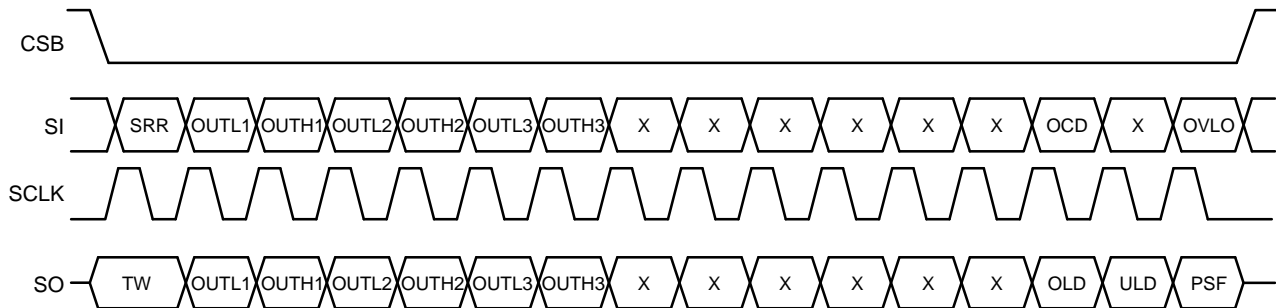 CSB
SI SRR OUTL1 OUTH1 OUTL2 OUTH2 OUTL3 OUTH3 X X X X X X OCD X OVLO
SCLK
SO TW OUTL1 OUTH1 OUTL2 OUTH2 OUTL3 OUTH3 X X X X X X OLD ULD PSF